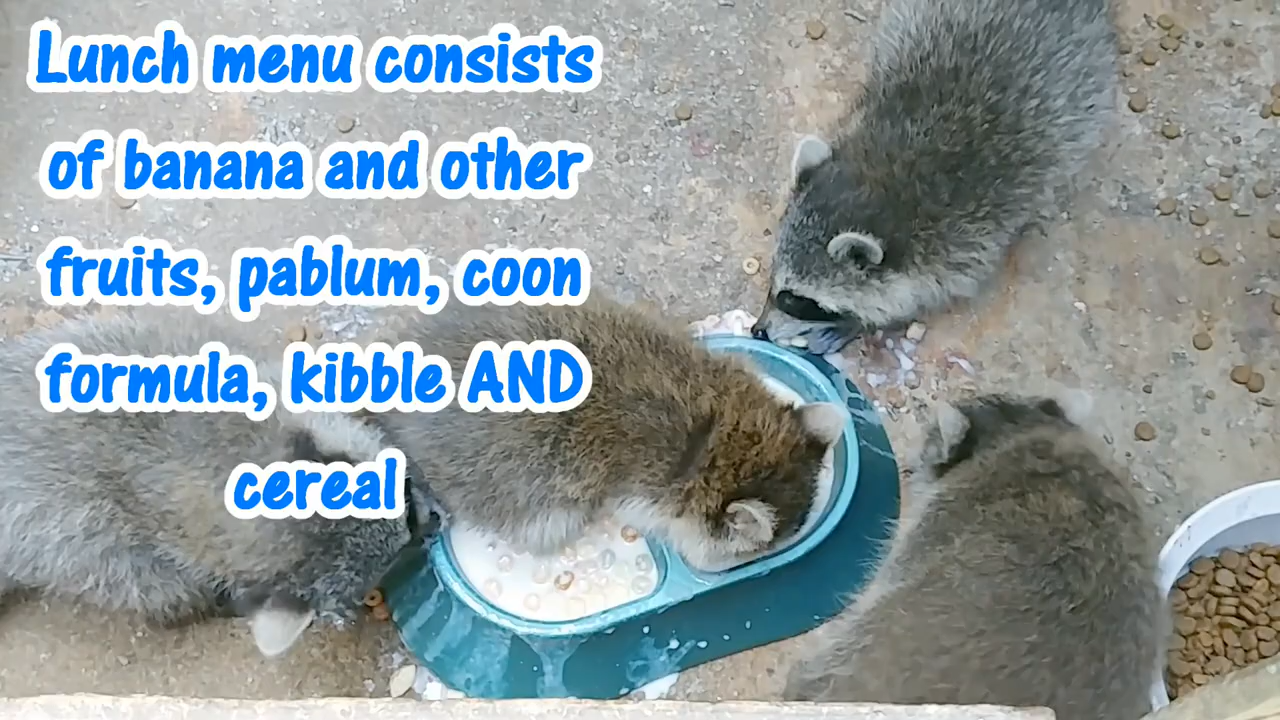 Lunch menu consists
of banana and other
fruits, pablum, coon
formula, kibble AND
cereal